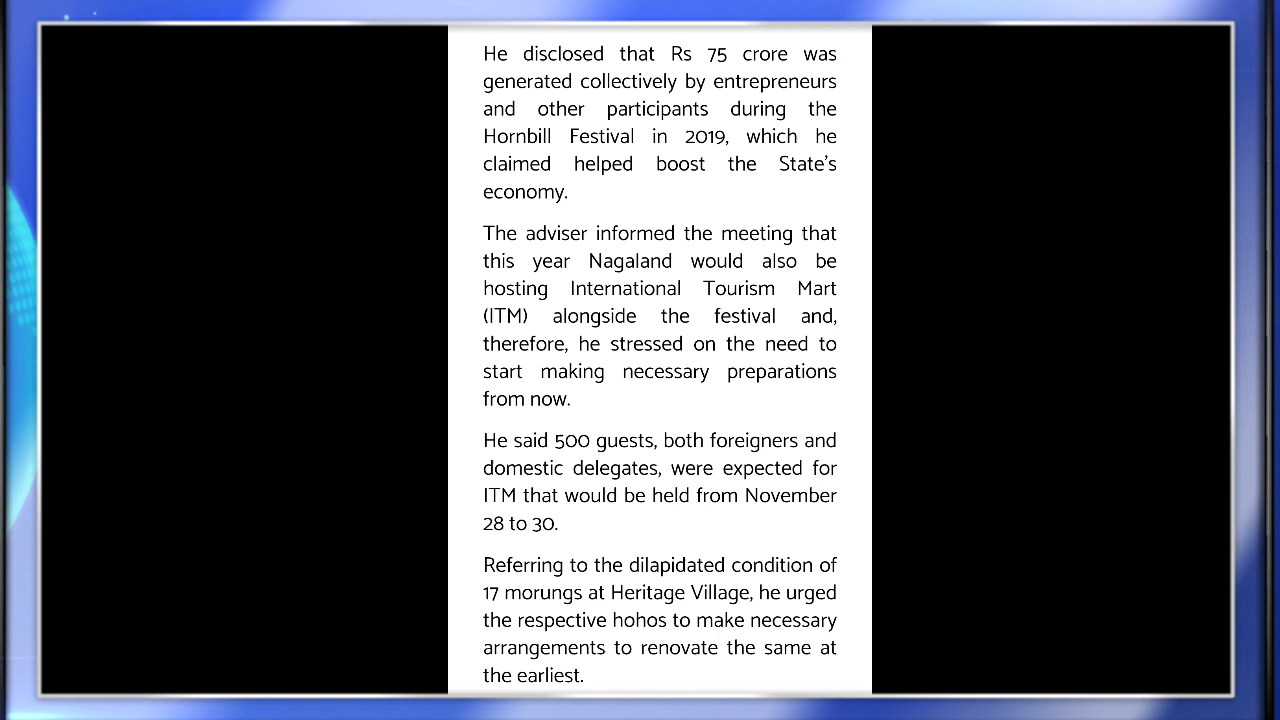 He disclosed that Rs 75 crore was
generated collectively by entrepreneurs
and other participants during the
Hornbill Festival in 2019, which he
claimed helped boost the State's
economy.
The adviser informed the meeting that
this year Nagaland would also be
hosting International Tourism Mart
(ITM) alongside the festival and,
therefore, he stressed on the need to
start making necessary preparations
from now.
He said 500 guests, both foreigners and
domestic delegates, were expected for
ITM that would be held from November
28 to 30.
Referring to the dilapidated condition of
17 morungs at Heritage Village, he urged
the respective hohos to make necessary
arrangements to renovate the same at
the earliest.